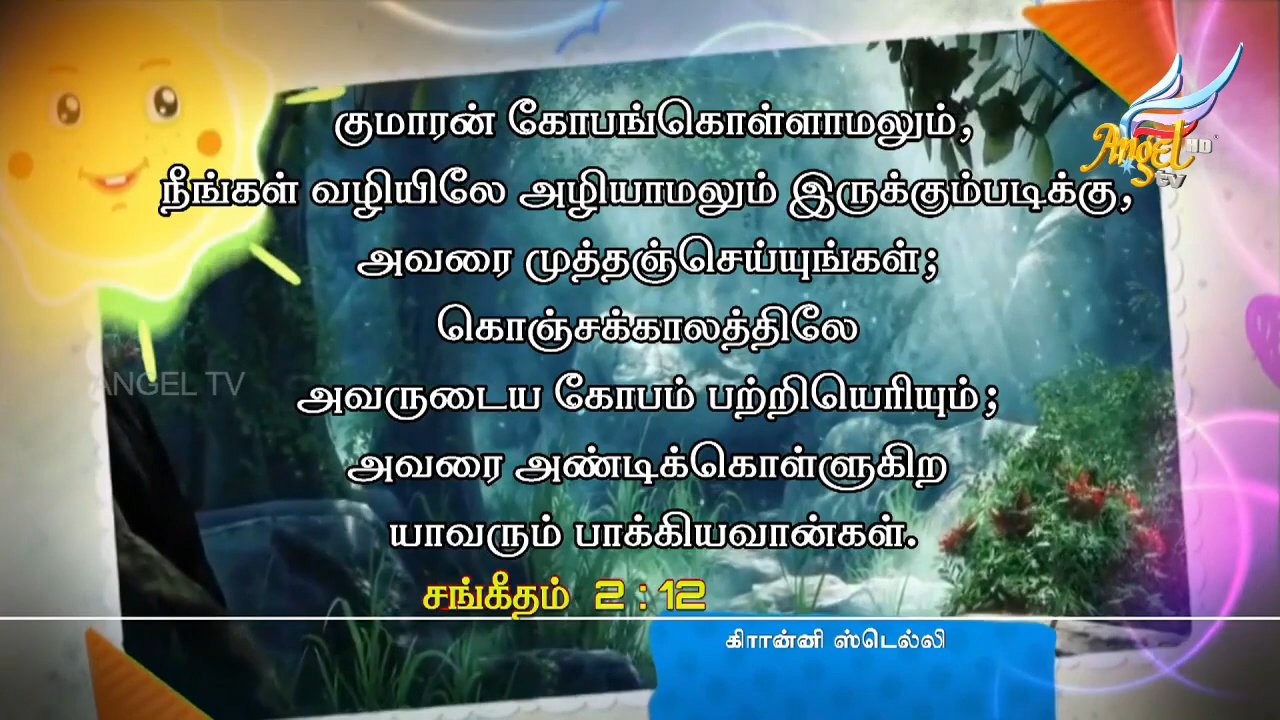 குமாரன் கோபங்கொள்ளாமலும்,
நீங்கள் வழியிலே அழியாமலும் இருக்கும்படிக்கு,
அவரை முத்தஞ்செய்யுங்கள்;
கொஞ்சக்காலத்திலே
அவருடைய கோபம் பற்றியெரியும்;
அவரை அண்டிக்கொள்ளுகிற
யாவரும் பாக்கியவான்கள்.
சங்கீதம் 2 : 12
கிரான்னி ஸ்டெல்லி
Angel HD
tv
ANGEL TV